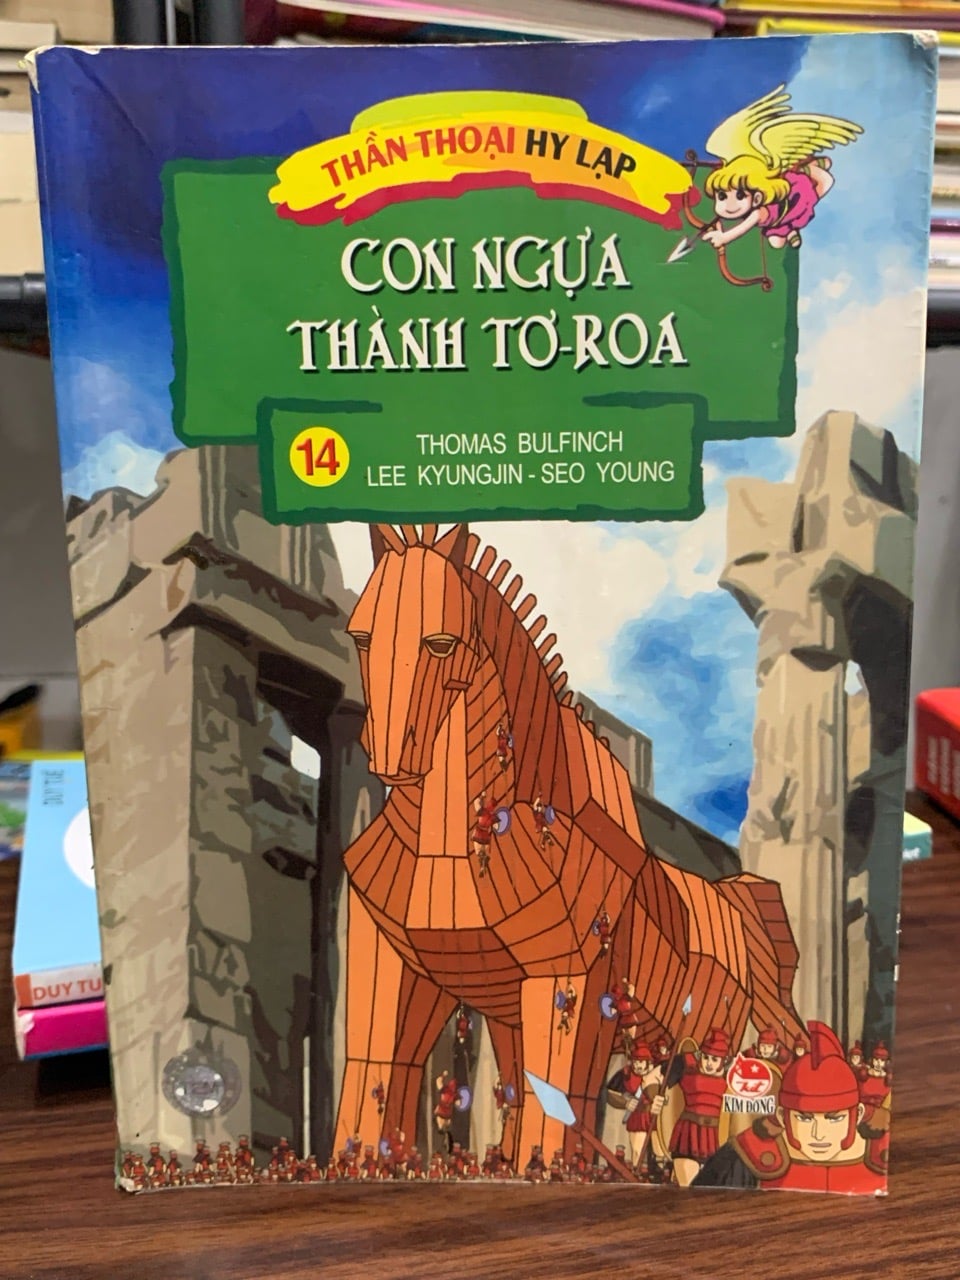 THẦN THOẠI HY LẠP
CON NGỰA
THÀNH TƠ-ROA
14
THOMAS BULFINCH
LEE KYUNGJIN - SEO YOUNG
KIM ĐỒNG
DUY TU